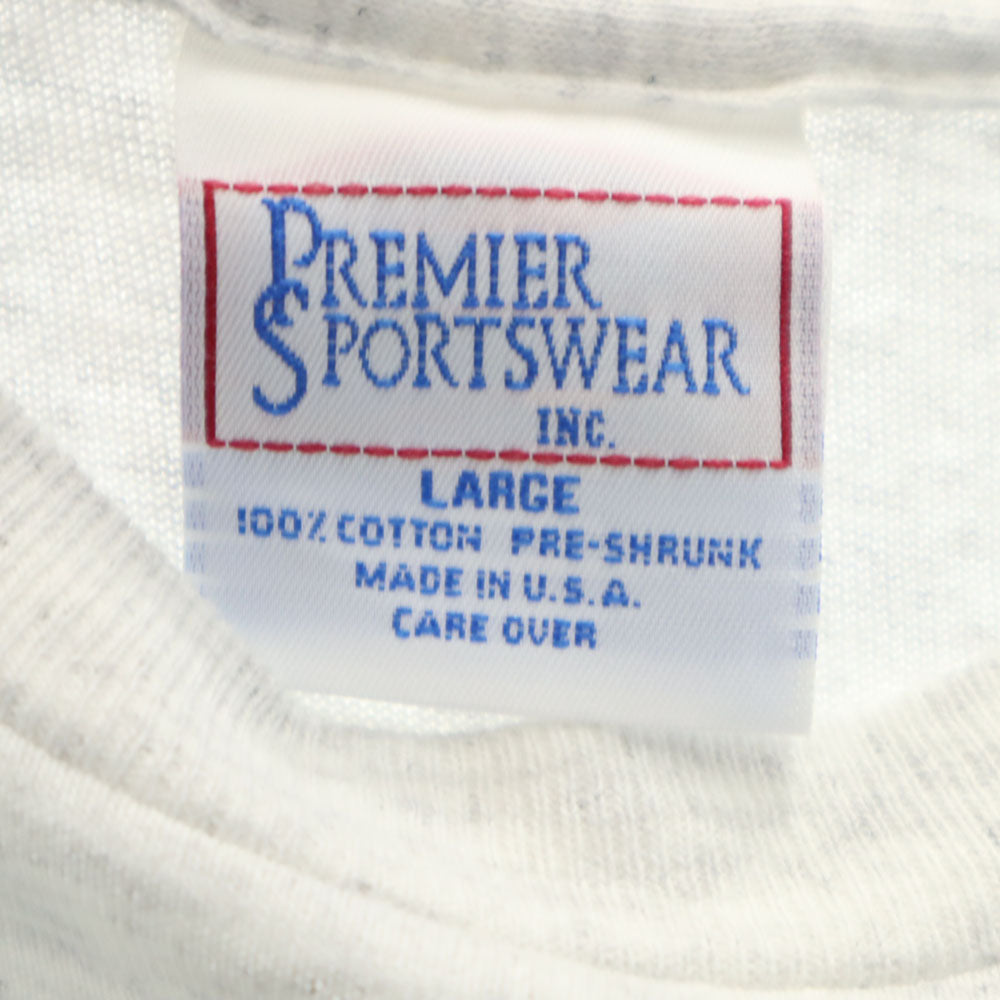 PREMIER
SPORTSWEAR
INC.
LARGE
100% COTTON PRE-SHRUNK
MADE IN U.S.A.
CARE OVER